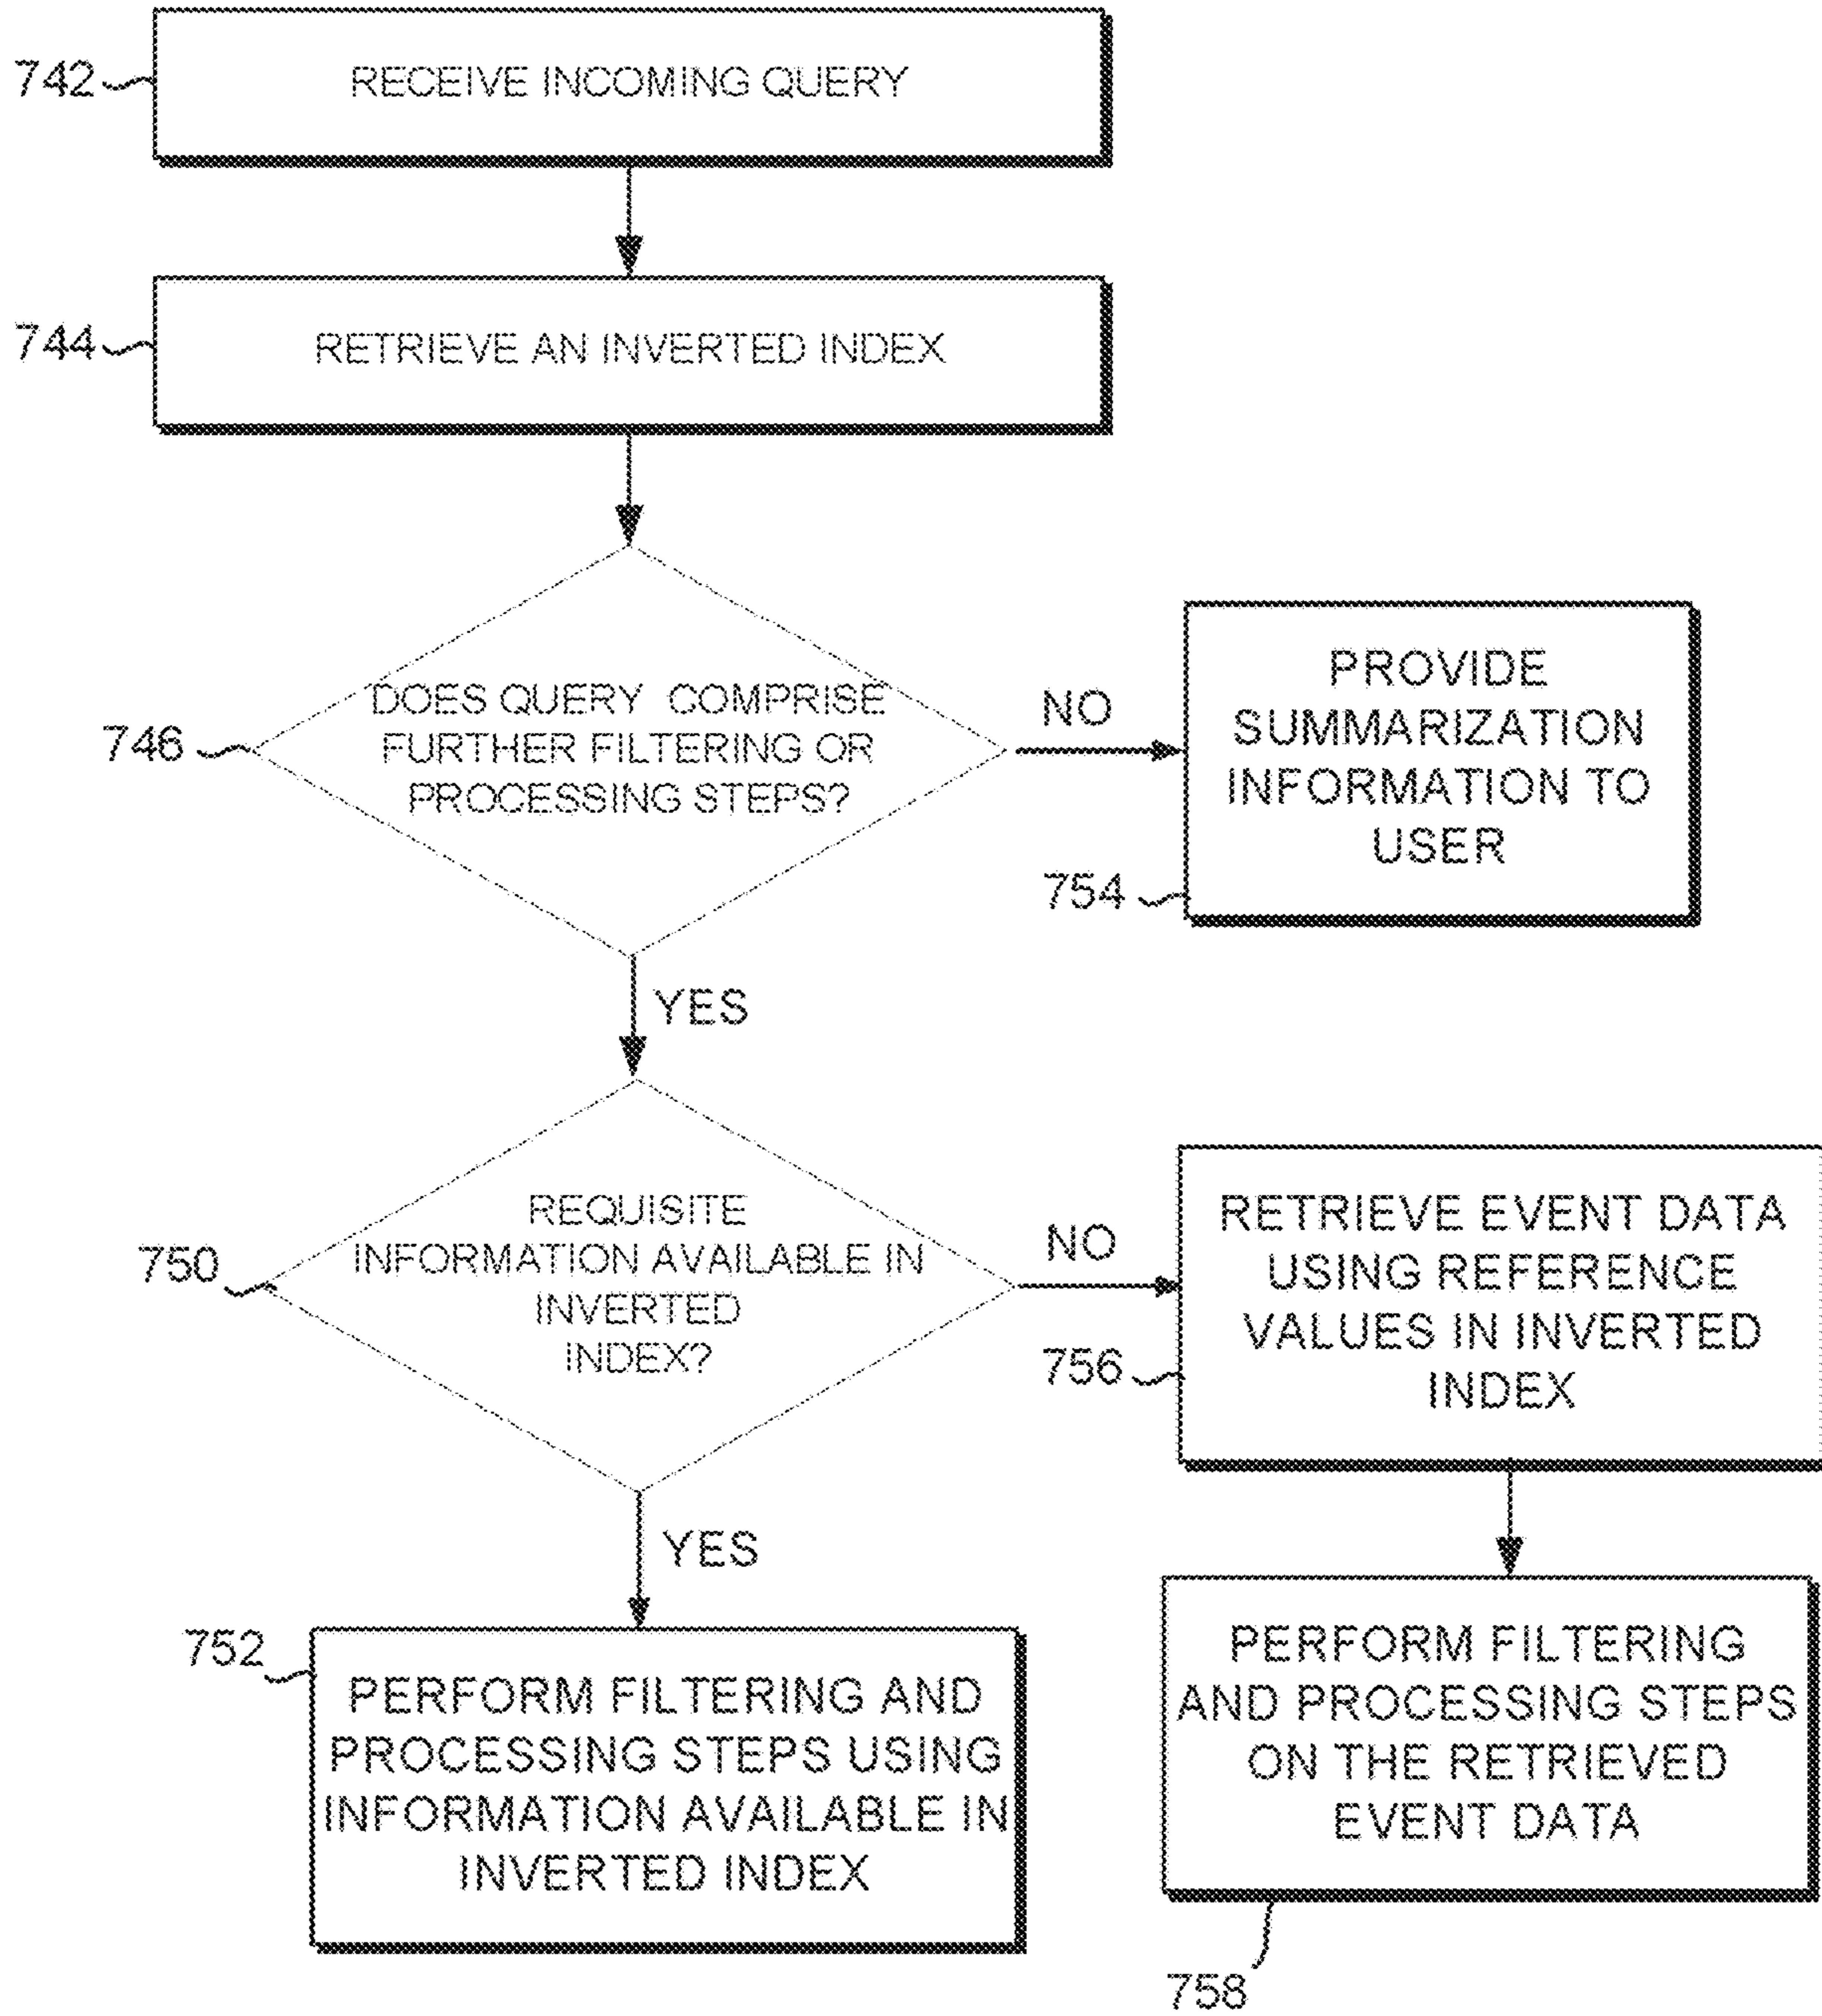 742
RECEIVE INCOMING QUERY
744
RETRIEVE AN INVERTED INDEX
746
DOES QUERY COMPRISE
FURTHER FILTERING OR
PROCESSING STEPS?
NO
PROVIDE
SUMMARIZATION
INFORMATION TO
USER
754
YES
750
REQUISITE
INFORMATION AVAILABLE IN
INVERTED
INDEX?
NO
RETRIEVE EVENT DATA
USING REFERENCE
VALUES IN INVERTED
INDEX
756
YES
752
PERFORM FILTERING AND
PROCESSING STEPS USING
INFORMATION AVAILABLE IN
INVERTED INDEX
PERFORM FILTERING
AND PROCESSING STEPS
ON THE RETRIEVED
EVENT DATA
758